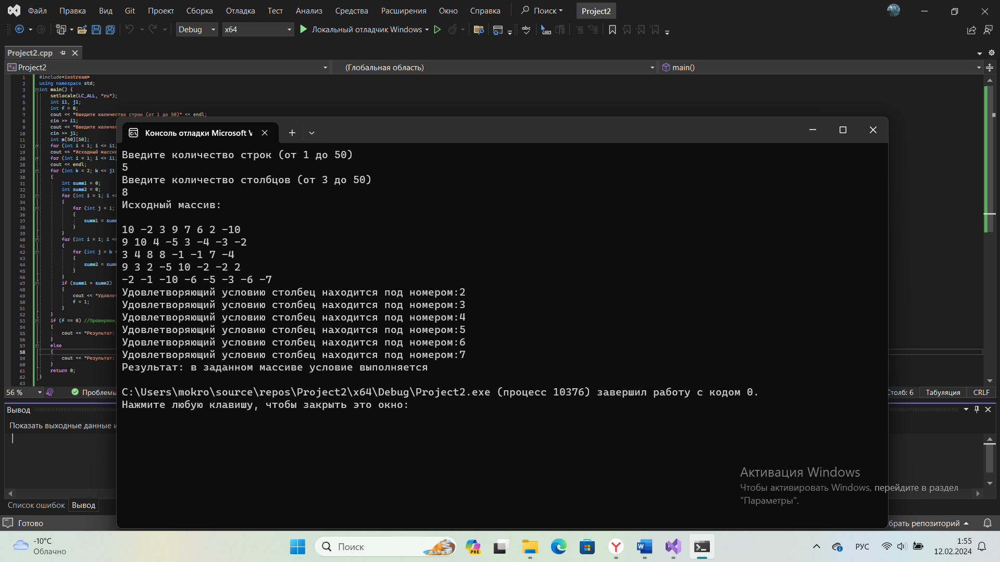 Файл Правка Вид Git Проект Сборка Отладка Тест Анализ Средства Расширения Окно Справка Поиск Project2
Debug x64 Локальный отладчик Windows
Project2.cpp
Project2 (Глобальная область) main()
1 #include<iostream>
2 using namespace std;
3 int main() {
4 setlocale(LC_ALL, "ru");
5 int i1, j1;
6 int f = 0;
7 cout << "Введите количество строк (от 1 до 50)" << endl;
8 cin >> i1;
9 cout << "Введите количес
10 cin >> j1;
11 int m[50][50];
12 for (int i = 1; i <= i1;
19 cout << "Исходный массив
20 for (int i = 1; i <= i1;
28 cout << endl;
29 for (int k = 2; k <= j1
30 {
31 int summ1 = 0;
32 int summ2 = 0;
33 for (int i = 1; i <=
34 {
35 for (int j = 1;
36 {
37 summ1 = summ
38 }
39 }
40 for (int i = 1; i <=
41 {
42 for (int j = k
43 {
44 summ2 = summ
45 }
46 }
47 if (summ1 > summ2)
48 {
49 cout << "Удовлет
50 f = 1;
51 }
52 }
53 if (f == 0) //Проверяем
54 {
55 cout << "Результат:
56 }
57 else
58 {
59 cout << "Результат:
60 }
61 return 0;
62 }
63
Консоль отладки Microsoft V
Введите количество строк (от 1 до 50)
5
Введите количество столбцов (от 3 до 50)
8
Исходный массив:
10 -2 3 9 7 6 2 -10
9 10 4 -5 3 -4 -3 -2
3 4 8 8 -1 -1 7 -4
9 3 2 -5 10 -2 -2 2
-2 -1 -10 -6 -5 -3 -6 -7
Удовлетворяющий условию столбец находится под номером:2
Удовлетворяющий условию столбец находится под номером:3
Удовлетворяющий условию столбец находится под номером:4
Удовлетворяющий условию столбец находится под номером:5
Удовлетворяющий условию столбец находится под номером:6
Удовлетворяющий условию столбец находится под номером:7
Результат: в заданном массиве условие выполняется
C:\Users\mokro\source\repos\Project2\x64\Debug\Project2.exe (процесс 10376) завершил работу с кодом 0.
Нажмите любую клавишу, чтобы закрыть это окно:
56 % Проблемы Столб: 6 Табуляция CRLF
Вывод
Показать выходные данные и
Активация Windows
Чтобы активировать Windows, перейдите в раздел
"Параметры".
Список ошибок Вывод
Готово брать репозиторий
-10°C
Облачно
Поиск
PRE
РУС
1:55
12.02.2024